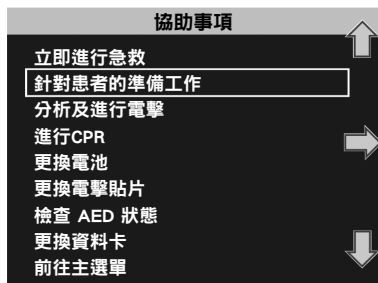 協助事項
立即進行急救
針對患者的準備工作
分析及進行電擊
進行CPR
更換電池
更換電擊貼片
檢查 AED 狀態
更換資料卡
前往主選單